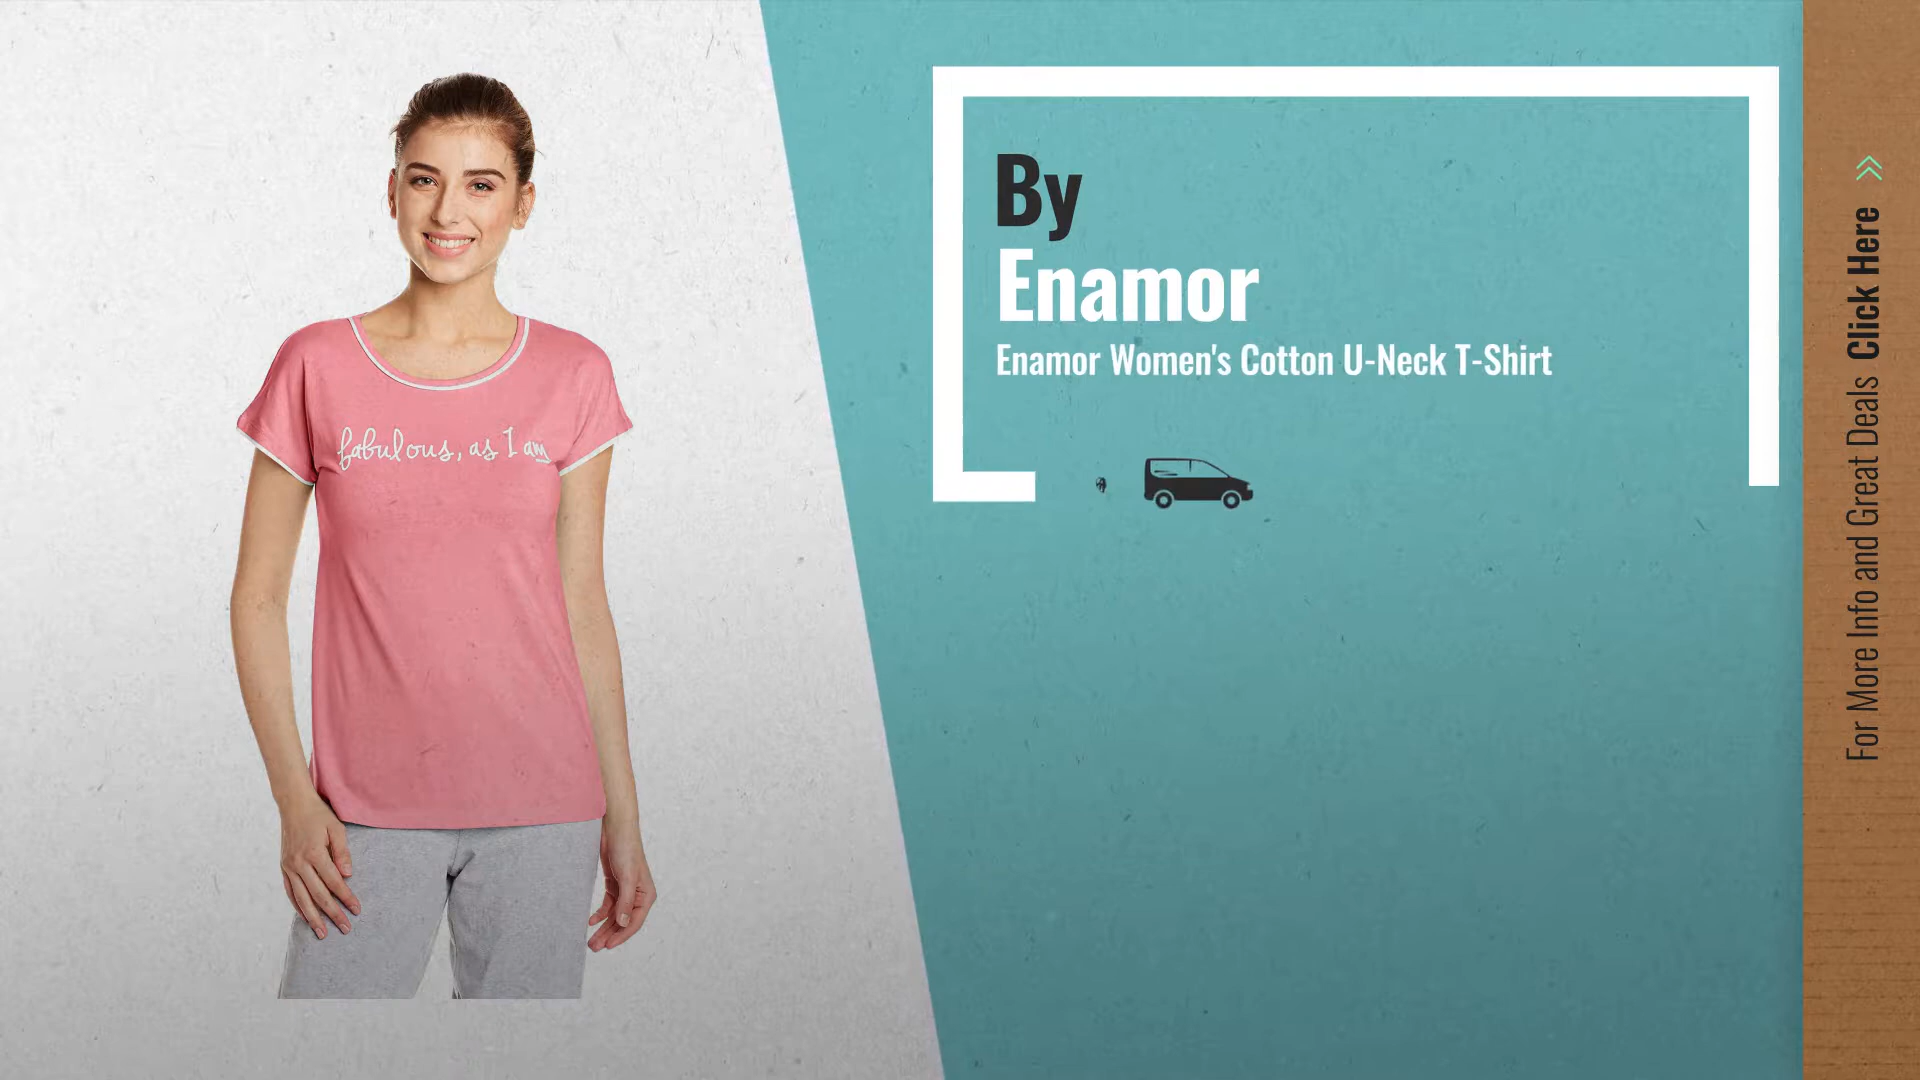 By
Enamor
Enamor Women's Cotton U-Neck T-Shirt
fabulous, as I am
For More Info and Great Deals Click Here